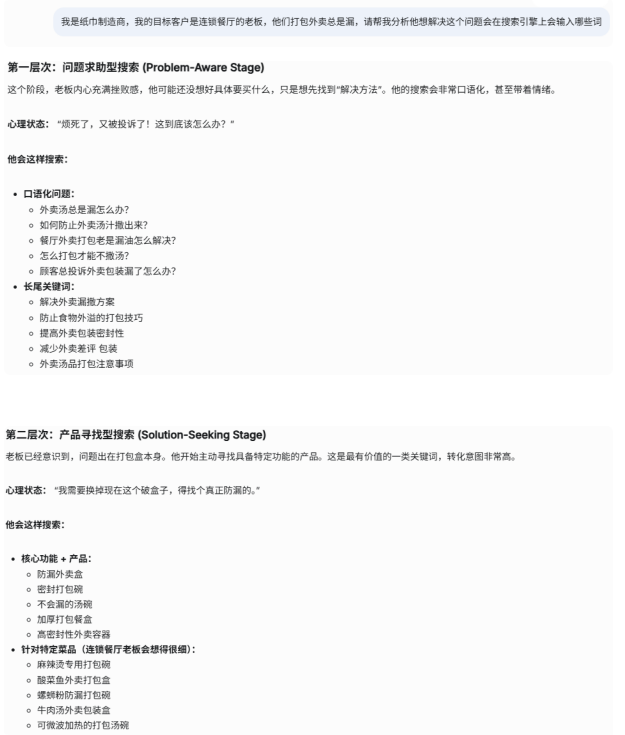 我是纸巾制造商，我的目标客户是连锁餐厅的老板，他们打包外卖总是漏，请帮我分析他想解决这个问题会在搜索引擎上会输入哪些词
第一层次：问题求助型搜索 (Problem-Aware Stage)
这个阶段，老板内心充满挫败感，他可能还没想好具体要买什么，只是想先找到“解决方法”。他的搜索会非常口语化，甚至带着情绪。
心理状态： “烦死了，又被投诉了！这到底该怎么办？“
他会这样搜索：
• 口语化问题：
○ 外卖汤总是漏怎么办？
○ 如何防止外卖汤汁撒出来？
○ 餐厅外卖打包老是漏油怎么解决？
○ 怎么打包才能不撒汤？
○ 顾客总投诉外卖包装漏了怎么办？
• 长尾关键词：
○ 解决外卖漏撒方案
○ 防止食物外溢的打包技巧
○ 提高外卖包装密封性
○ 减少外卖差评 包装
○ 外卖汤品打包注意事项
第二层次：产品寻找型搜索 (Solution-Seeking Stage)
老板已经意识到，问题出在打包盒本身。他开始主动寻找具备特定功能的产品。这是最有价值的一类关键词，转化意图非常高。
心理状态： “我需要换掉现在这个破盒子，得找个真正防漏的。”
他会这样搜索：
• 核心功能 + 产品：
○ 防漏外卖盒
○ 密封打包碗
○ 不会漏的汤碗
○ 加厚打包餐盒
○ 高密封性外卖容器
• 针对特定菜品（连锁餐厅老板会想得很细）：
○ 麻辣烫专用打包碗
○ 酸菜鱼外卖打包盒
○ 螺蛳粉防漏打包碗
○ 牛肉汤外卖包装盒
○ 可微波加热的打包汤碗